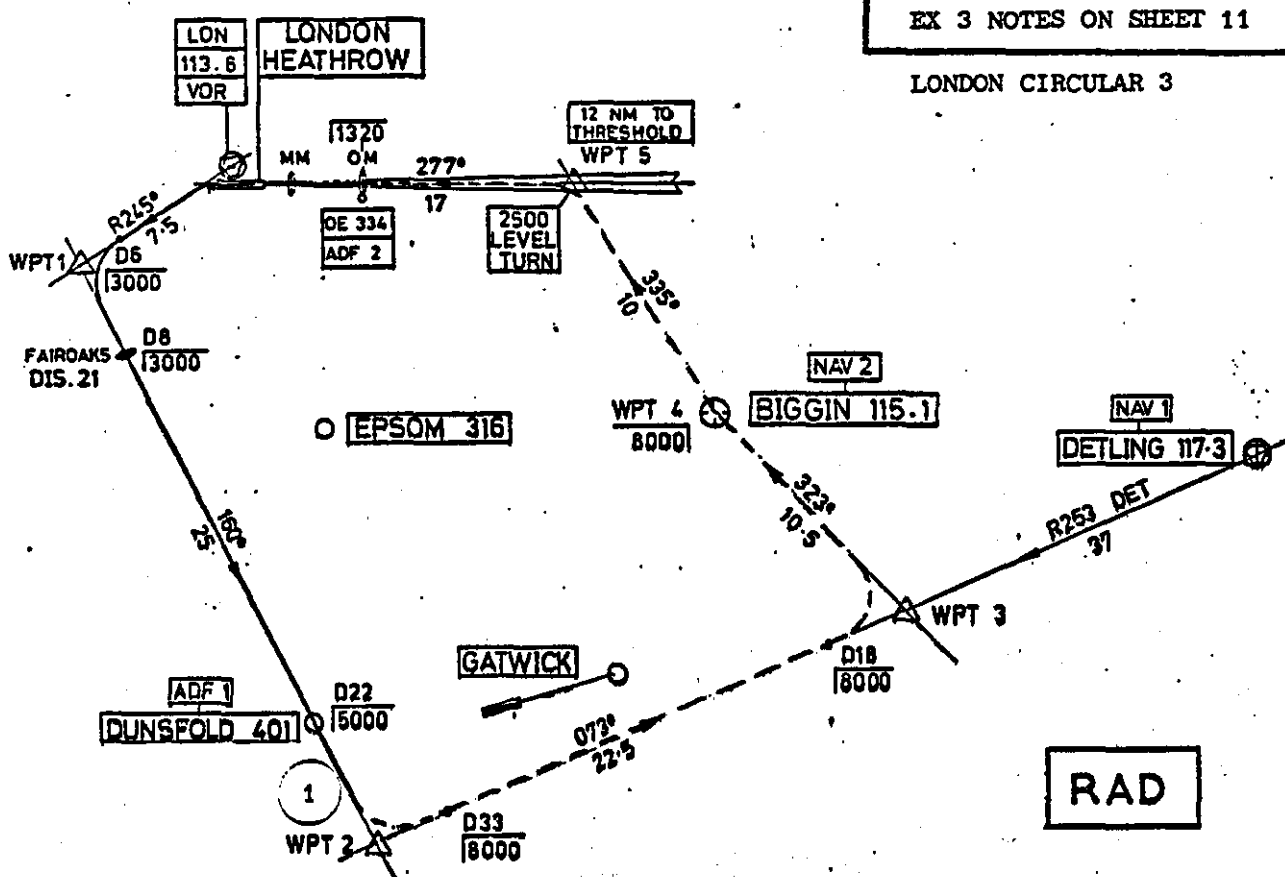 EX 3 NOTES ON SHEET 11
LONDON CIRCULAR 3
LON
113.6
VOR
LONDON
HEATHROW
12 NM TO
THRESHOLD
WPT 5
1320
MM
OM
277°
17
OE 334
ADF 2
2500
LEVEL
TURN
R245°
7.5
WPT 1
D6
3000
D8
3000
FAIROAKS
DIS. 21
335°
10
NAV 2
BIGGIN 115.1
WPT 4
8000
NAV 1
DETLING 117.3
EPSOM 316
323°
10.5
R253 DET
37
160°
25
WPT 3
D18
8000
GATWICK
ADF 1
DUNSFOLD 401
D22
5000
073°
22.5
1
WPT 2
D33
8000
RAD